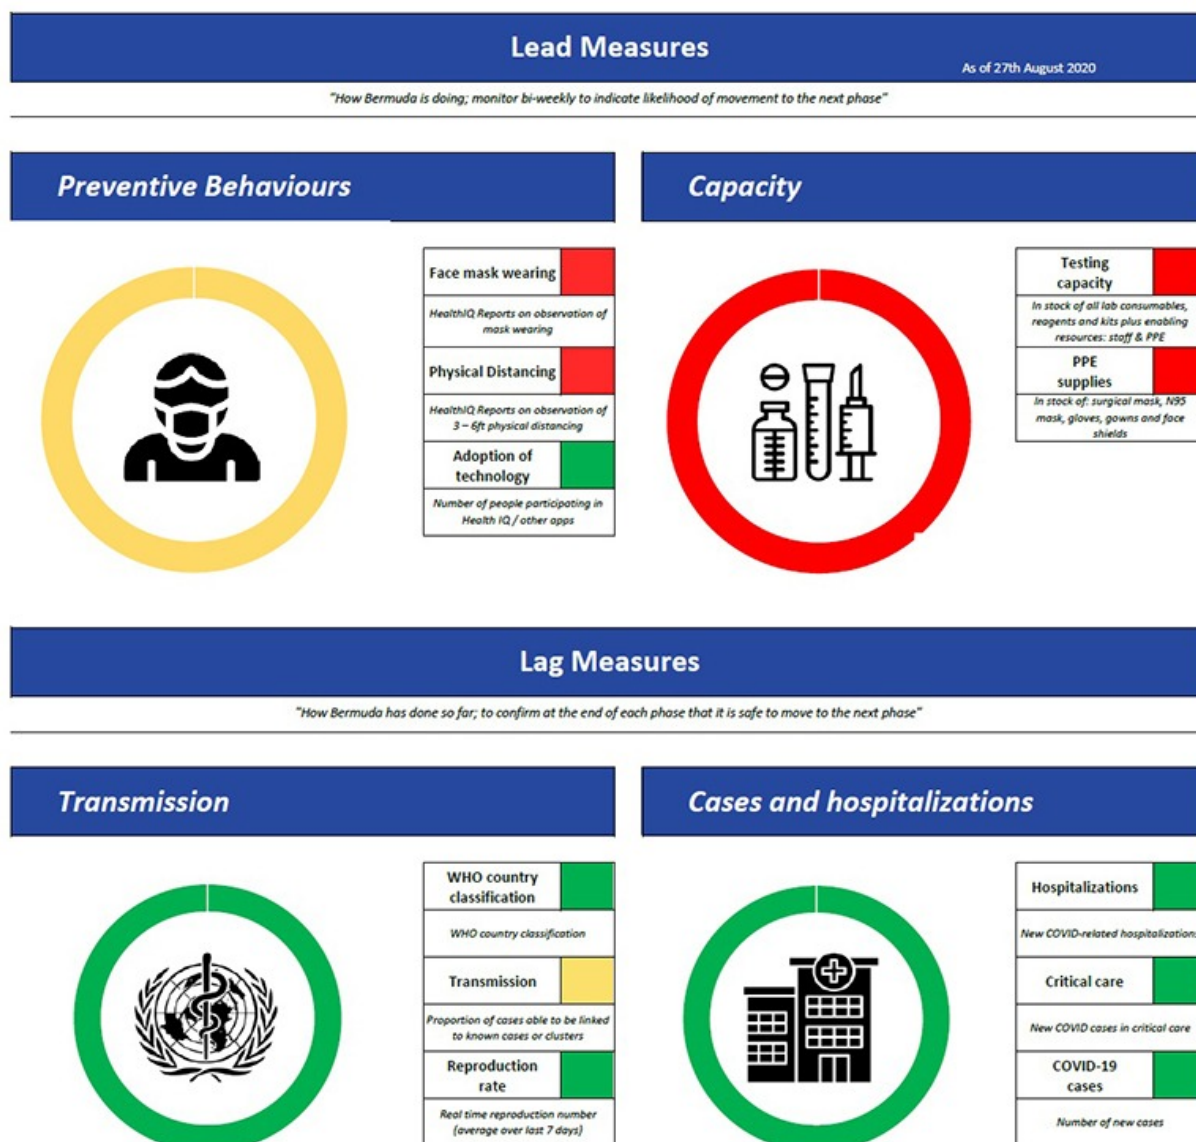 Lead Measures
As of 27th August 2020
"How Bermuda is doing; monitor bi-weekly to indicate likelihood of movement to the next phase"
Preventive Behaviours
Face mask wearing
HealthIQ Reports on observation of
mask wearing
Physical Distancing
HealthIQ Reports on observation of
3 – 6ft physical distancing
Adoption of
technology
Number of people participating in
Health IQ / other apps
Capacity
Testing
capacity
In stock of all lab consumables,
reagents and kits plus enabling
resources: staff & PPE
PPE
supplies
In stock of: surgical mask, N95
mask, gloves, gowns and face
shields
Lag Measures
"How Bermuda has done so far; to confirm at the end of each phase that it is safe to move to the next phase"
Transmission
WHO country
classification
WHO country classification
Transmission
Proportion of cases able to be linked
to known cases or clusters
Reproduction
rate
Real time reproduction number
(average over last 7 days)
Cases and hospitalizations
Hospitalizations
New COVID-related hospitalizations
Critical care
New COVID cases in critical care
COVID-19
cases
Number of new cases